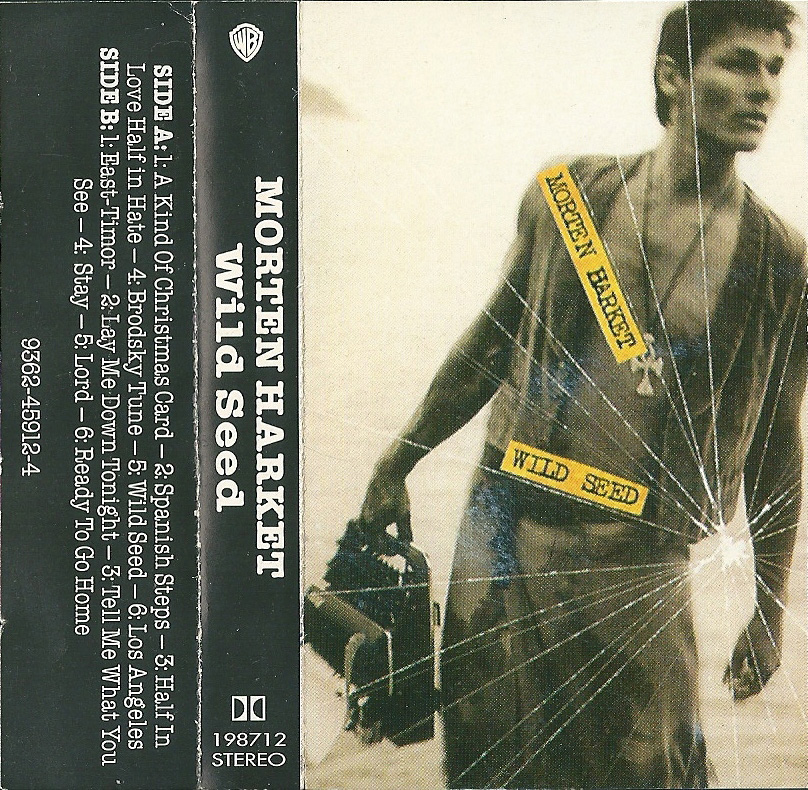 SIDE A: 1: A Kind Of Christmas Card – 2: Spanish Steps – 3: Half In
Love Half in Hate – 4: Brodsky Tune – 5: Wild Seed – 6: Los Angeles
SIDE B: 1: East-Timor – 2: Lay Me Down Tonight – 3: Tell Me What You
See – 4: Stay – 5: Lord – 6: Ready To Go Home
9362-45912-4
WB
MORTEN HARKET
Wild Seed
198712
STEREO
MORTEN HARKET
WILD SEED